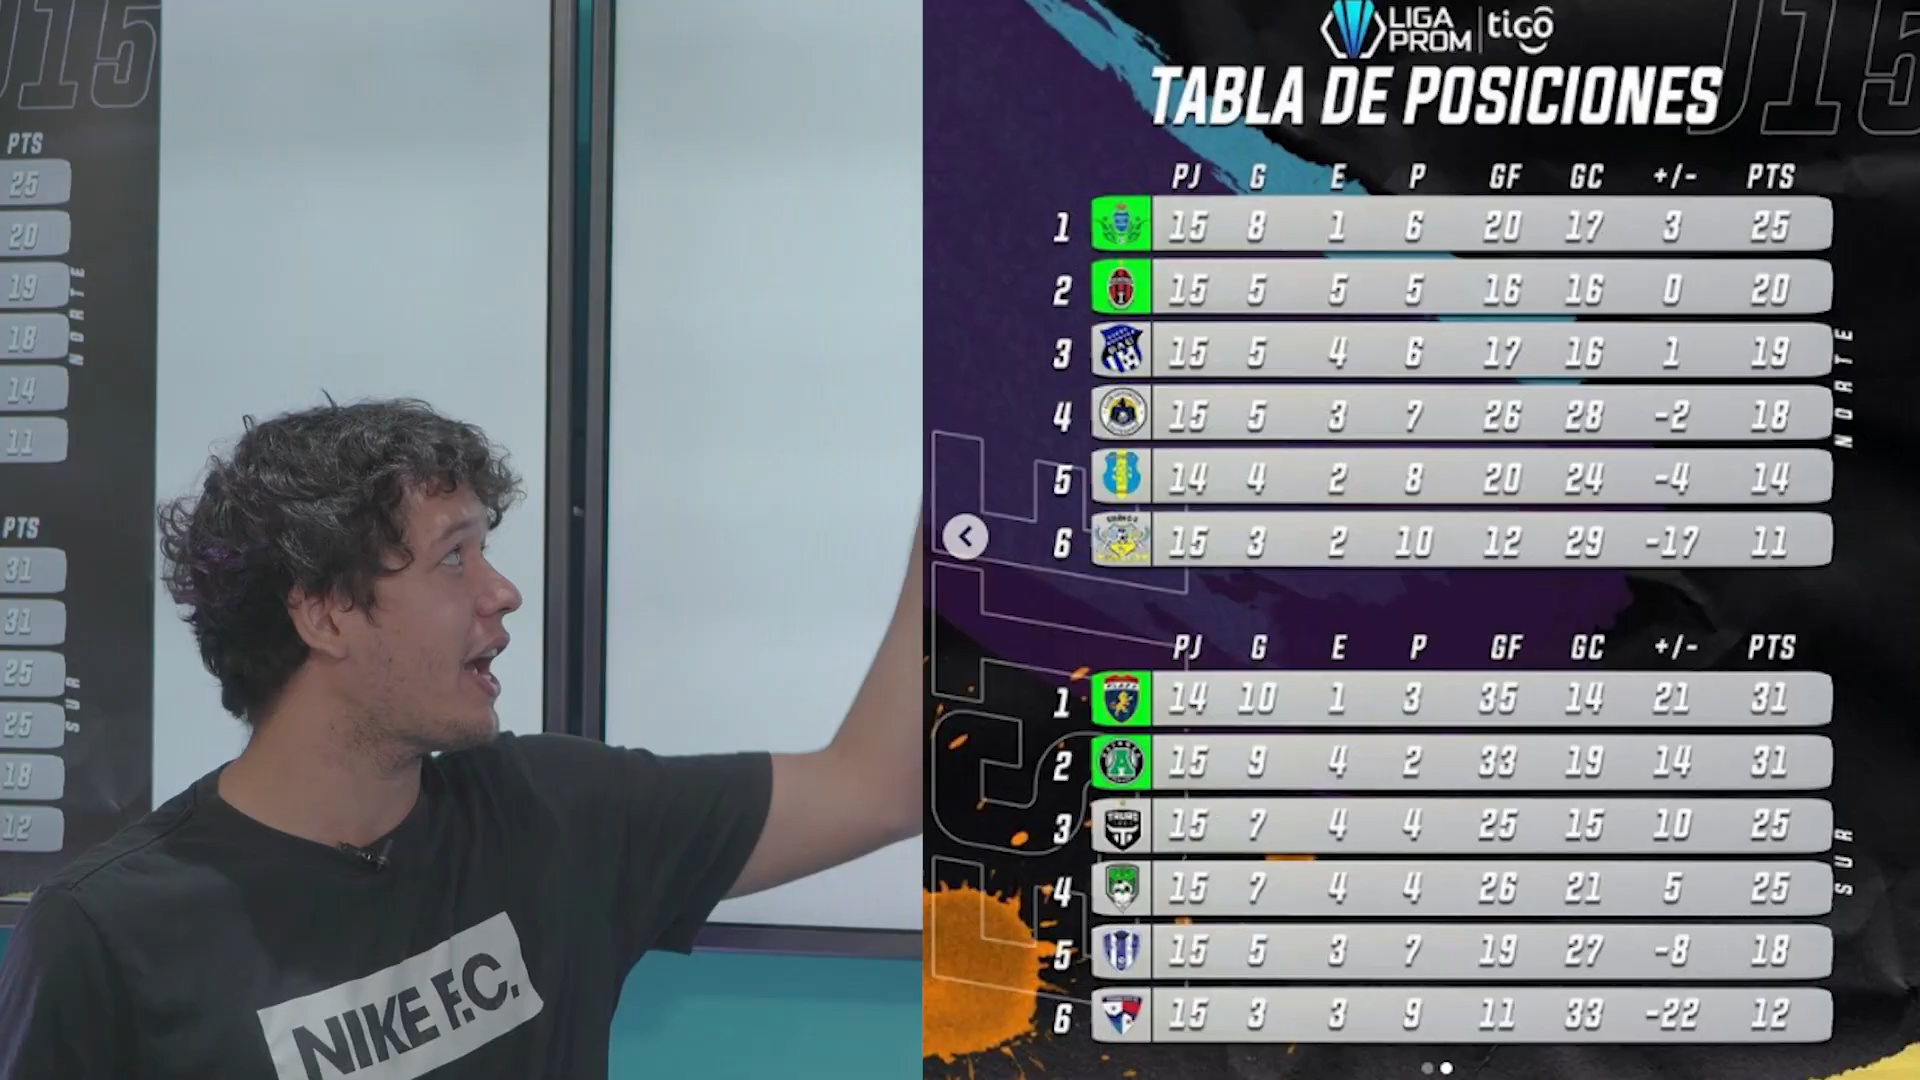 J15
PTS
25
20
19
18
14
11
NORTE
PTS
31
31
25
25
18
12
SUR
NIKE F.C.
LIGA PROM | tigo
J15
TABLA DE POSICIONES
PJ G E P GF GC +/- PTS
1 15 8 1 6 20 17 3 25
2 15 5 5 5 16 16 0 20
3 15 5 4 6 17 16 1 19
4 15 5 3 7 26 28 -2 18
5 14 4 2 8 20 24 -4 14
6 15 3 2 10 12 29 -17 11
NORTE
PJ G E P GF GC +/- PTS
1 14 10 1 3 35 14 21 31
2 15 9 4 2 33 19 14 31
3 15 7 4 4 25 15 10 25
4 15 7 4 4 26 21 5 25
5 15 5 3 7 19 27 -8 18
6 15 3 3 9 11 33 -22 12
SUR